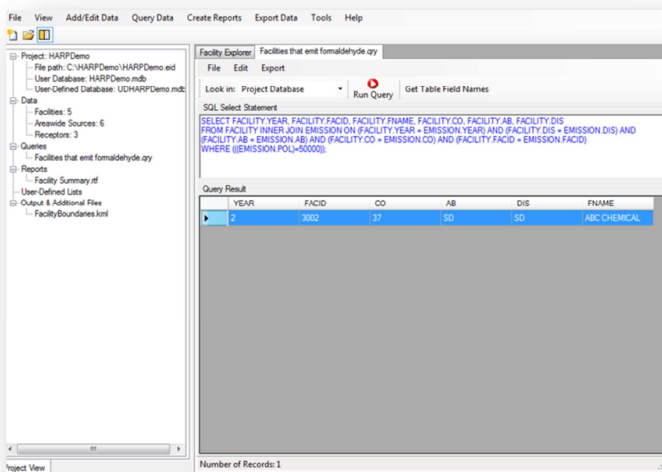 File View Add/Edit Data Query Data Create Reports Export Data Tools Help
Project: HARPDemo
File path: C:\HARPDemo\HARPDemo.eid
User Database: HARPDemo.mdb
User-Defined Database: UDHARPDemo.mdb
Data
Facilities: 5
Areawide Sources: 6
Receptors: 3
Queries
Facilities that emit formaldehyde.qry
Reports
Facility Summary.rtf
User-Defined Lists
Output & Additional Files
FacilityBoundaries.kml
Project View
Facility Explorer Facilities that emit formaldehyde.qry
File Edit Export
Look in: Project Database Run Query Get Table Field Names
SQL Select Statement
SELECT FACILITY.YEAR, FACILITY.FACID, FACILITY.FNAME, FACILITY.CO, FACILITY.AB, FACILITY.DIS
FROM FACILITY INNER JOIN EMISSION ON (FACILITY.YEAR = EMISSION.YEAR) AND (FACILITY.DIS = EMISSION.DIS) AND
(FACILITY.AB = EMISSION.AB) AND (FACILITY.CO = EMISSION.CO) AND (FACILITY.FACID = EMISSION.FACID)
WHERE (((EMISSION.POL)=50000));
Query Result
YEAR FACID CO AB DIS FNAME
2 3002 37 SD SD ABC CHEMICAL
Number of Records: 1